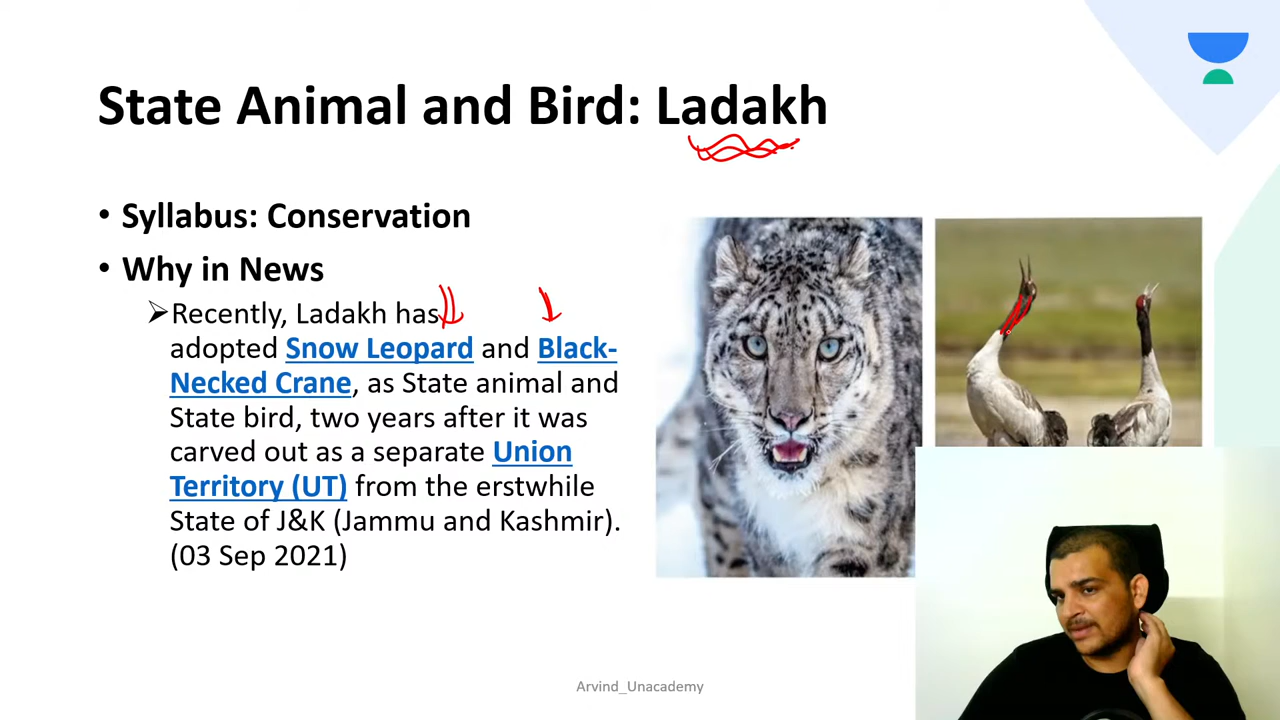 State Animal and Bird: Ladakh
• Syllabus: Conservation
• Why in News
➢Recently, Ladakh has
adopted Snow Leopard and Black-
Necked Crane, as State animal and
State bird, two years after it was
carved out as a separate Union
Territory (UT) from the erstwhile
State of J&K (Jammu and Kashmir).
(03 Sep 2021)
Arvind_Unacademy